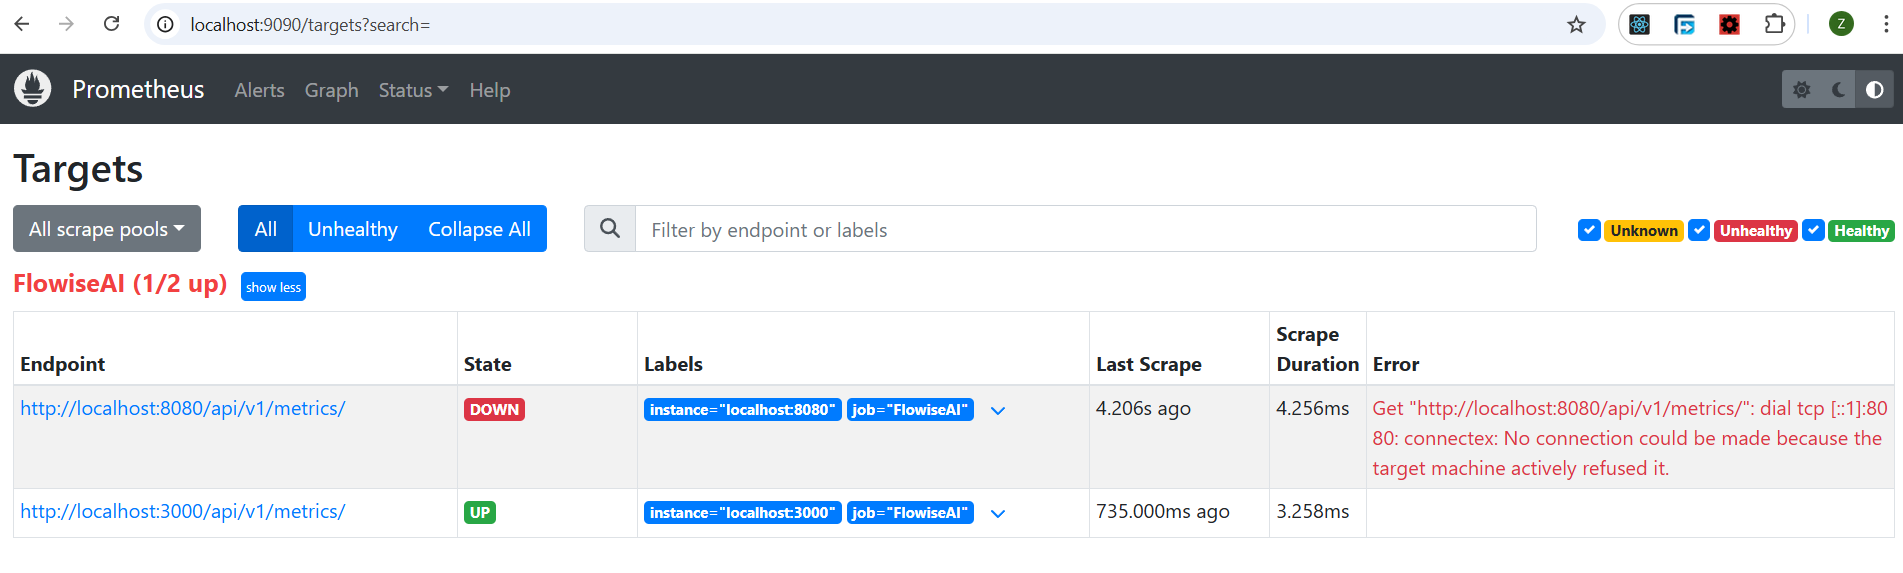 localhost:9090/targets?search=
Z
Prometheus Alerts Graph Status Help
Targets
All scrape pools All Unhealthy Collapse All Filter by endpoint or labels Unknown Unhealthy Healthy
FlowiseAI (1/2 up) show less
Endpoint State Labels Last Scrape Scrape Duration Error
http://localhost:8080/api/v1/metrics/ DOWN instance="localhost:8080" job="FlowiseAI" 4.206s ago 4.256ms Get "http://localhost:8080/api/v1/metrics/": dial tcp [::1]:80
80: connectex: No connection could be made because the
target machine actively refused it.
http://localhost:3000/api/v1/metrics/ UP instance="localhost:3000" job="FlowiseAI" 735.000ms ago 3.258ms